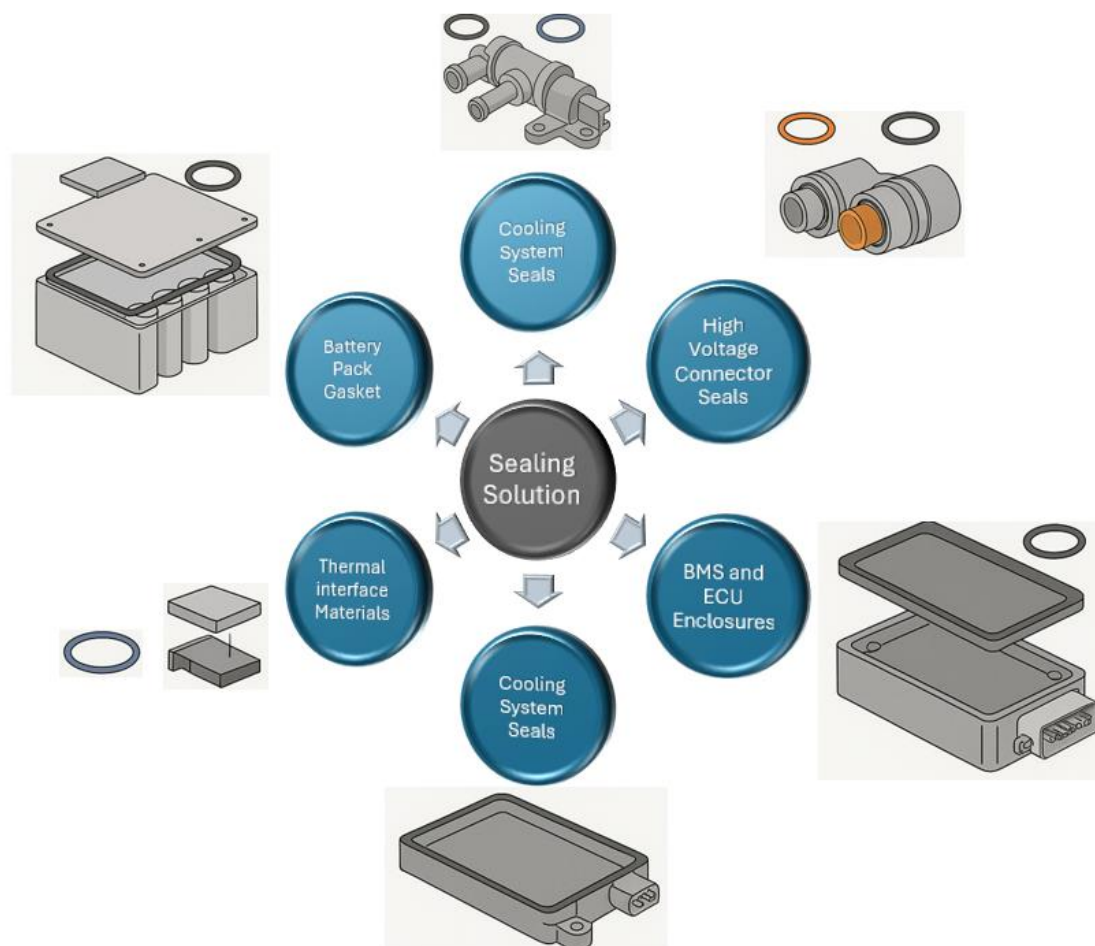 Cooling
System
Seals
High
Voltage
Connector
Seals
Battery
Pack
Gasket
Sealing
Solution
Thermal
interface
Materials
BMS and
ECU
Enclosures
Cooling
System
Seals